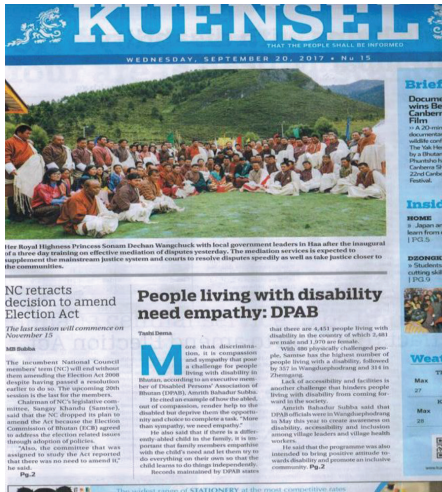 KUENSEL
THAT THE PEOPLE SHALL BE INFORMED
WEDNESDAY, SEPTEMBER 20, 2017 • Nu 15
Her Royal Highness Princess Sonam Dechan Wangchuck with local government leaders in Haa after the inaugural
of a three day training on effective mediation of disputes yesterday. The mediation services is expected to
supplement the mainstream justice system and courts to resolve disputes speedily as well as take justice closer to
the communities.
NC retracts
decision to amend
Election Act
The last session will commence on
November 15
MB Subba
The incumbent National Council
members' term (NC) will end without
them amending the Election Act 2008
despite having passed a resolution
earlier to do so. The upcoming 20th
session is the last for the members.
Chairman of NC's legislative com-
mittee, Sangay Khandu (Samtse),
said that the NC dropped its plan to
amend the Act because the Election
Commission of Bhutan (ECB) agreed
to address the election related issues
through adoption of policies.
"Also, the committee that was
assigned to study the Act reported
that there was no need to amend it,"
he said.
Pg.2
People living with disability
need empathy: DPAB
Tashi Dema
More than discrimina-
tion, it is compassion
and sympathy that pose
a challenge for people
living with disability in
Bhutan, according to an executive mem-
ber of Disabled Persons' Association of
Bhutan (DPAB), Amrith Bahadur Subba.
He cited an example of how the abled,
out of compassion, render help to the
disabled but deprive them the opportu-
nity and choice to complete a task. "More
than sympathy, we need empathy."
He also said that if there is a differ-
ently-abled child in the family, it is im-
portant that family members empathise
with the child's need and let them try to
do everything on their own so that the
child learns to do things independently.
Records maintained by DPAB states
that there are 4,451 people living with
disability in the country of which 2,481
are male and 1,970 are female.
With 486 physically challenged peo-
ple, Samtse has the highest number of
people living with a disability, followed
by 357 in Wangduephodrang and 314 in
Zhemgang.
Lack of accessibility and facilities is
another challenge that hinders people
living with disability from coming for-
ward in the society.
Amrith Bahadur Subba said that
DPAB officials went to Wangduephodrang
in May this year to create awareness on
disability, accessibility and inclusion
among village leaders and village health
workers.
He said that the programme was also
intended to bring positive attitude to-
wards disability and promote an inclusive
community. Pg.2
Brief
Docume
wins Be
Canberr
Film
A 20-min
documentar
wildlife conf
The Yak He
by a Bhutan
Phuntsho h
Canberra Sh
22nd Canbe
Festival.
Insid
HOME
» Japan ar
learn from
| PG.5
DZONGK
» Students
cutting skil
| PG.9
Weat
Max
27
Max
25
STATIONERY at the most competitive rates